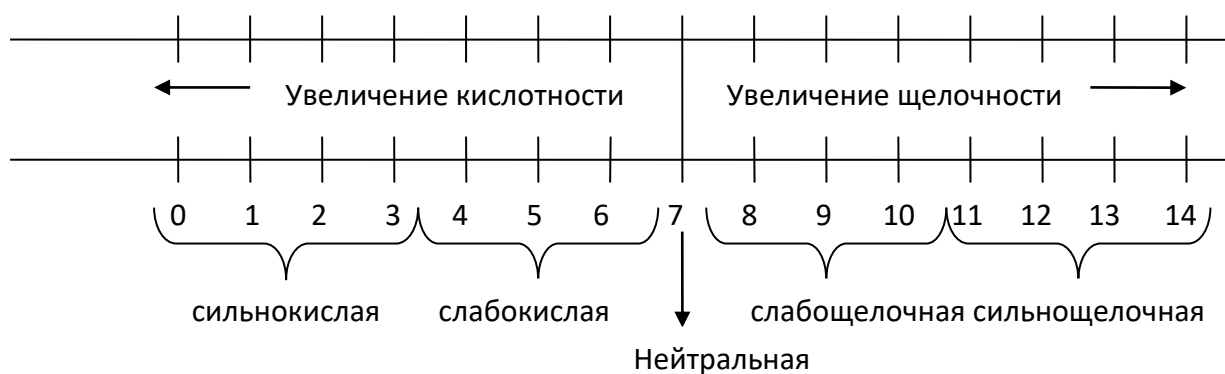 Увеличение кислотности Увеличение щелочности
0 1 2 3 4 5 6 7 8 9 10 11 12 13 14
сильнокислая слабокислая слабощелочная сильнощелочная
Нейтральная